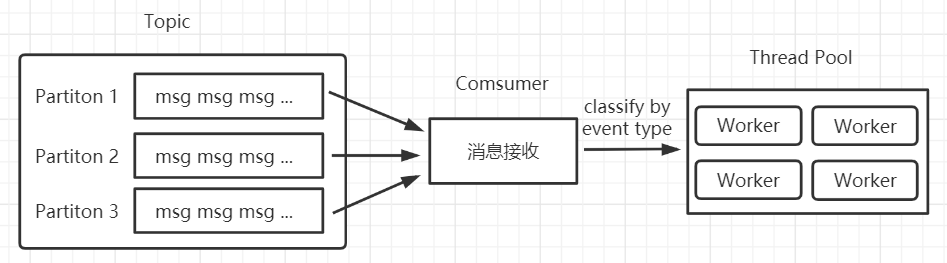 Topic
Partiton 1
msg msg msg ...
Partiton 2
msg msg msg ...
Partiton 3
msg msg msg ...
Comsumer
消息接收
classify by
event type
Thread Pool
Worker
Worker
Worker
Worker